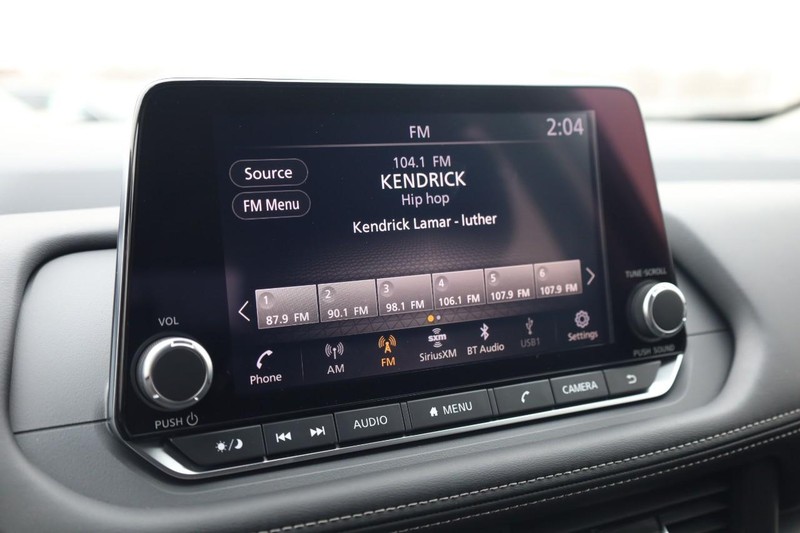 FM
2:04
Source
FM Menu
104.1 FM
KENDRICK
Hip hop
Kendrick Lamar - luther
1
87.9 FM
2
90.1 FM
3
98.1 FM
4
106.1 FM
5
107.9 FM
6
107.9 FM
Phone
AM
FM
sxm
SiriusXM
BT Audio
USB1
Settings
VOL
PUSH
TUNE·SCROLL
PUSH SOUND
AUDIO
MENU
CAMERA